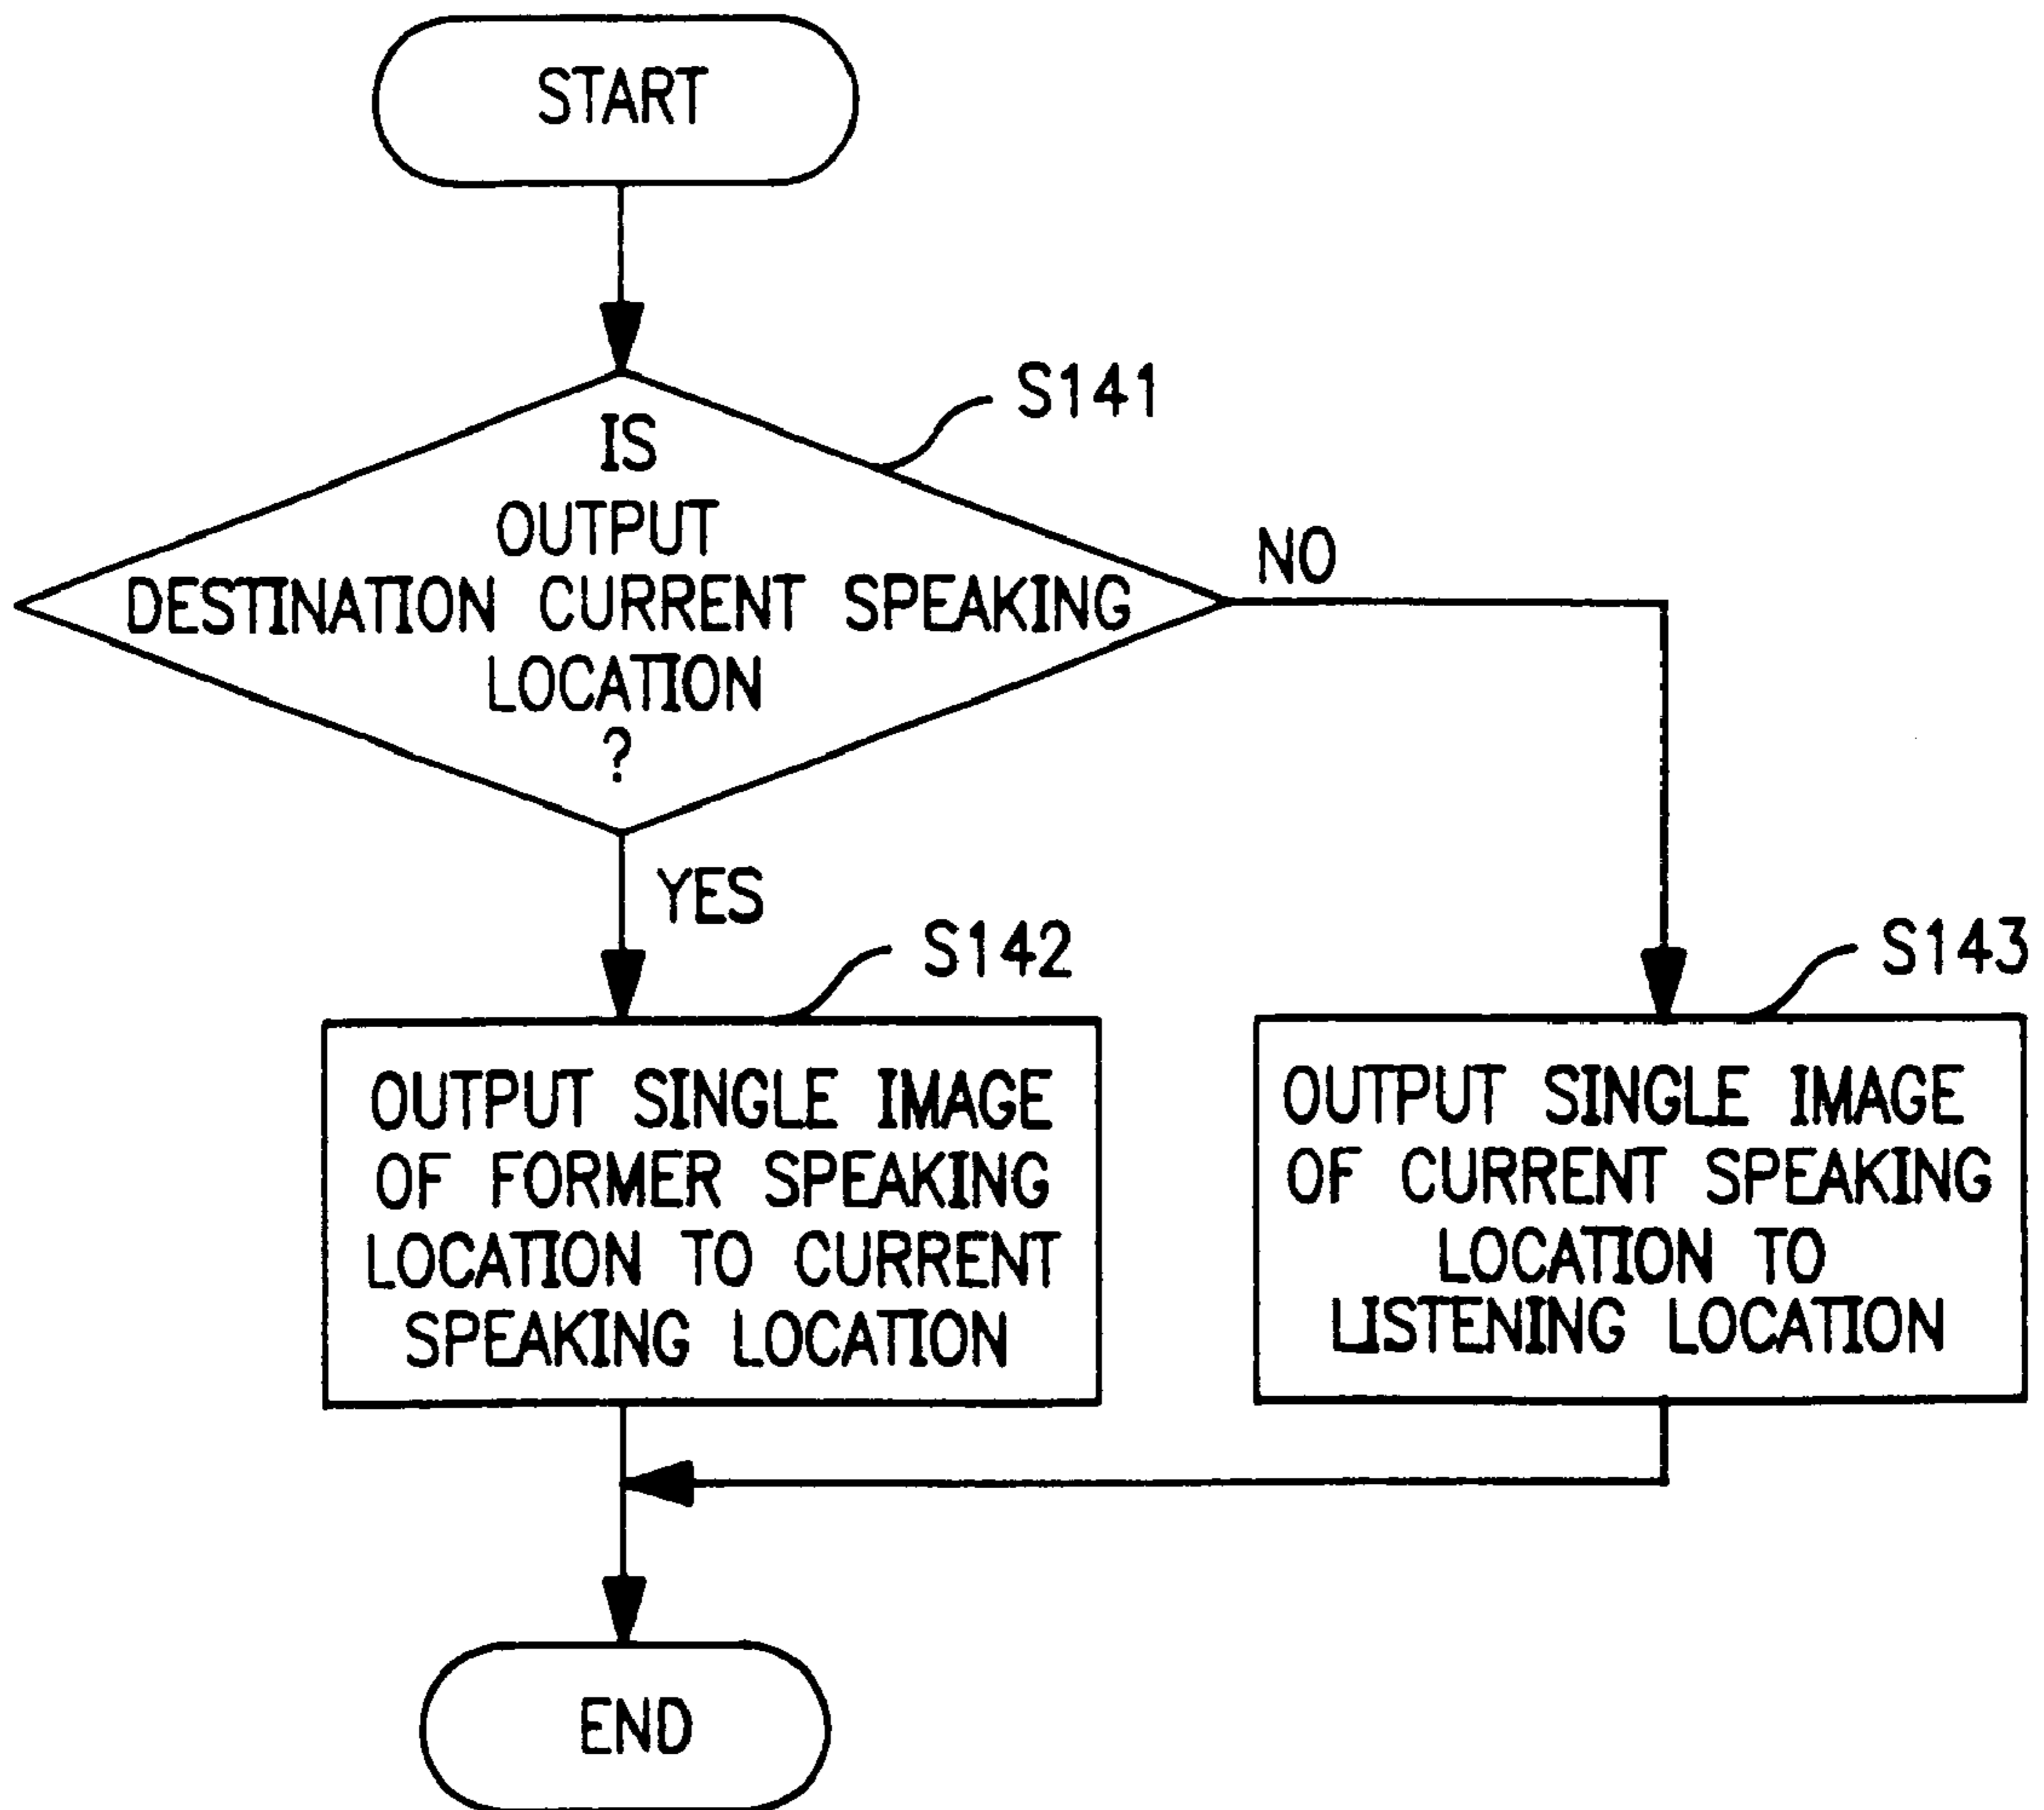 START
S141
IS
OUTPUT
DESTINATION CURRENT SPEAKING
LOCATION
?
NO
YES
S142
S143
OUTPUT SINGLE IMAGE
OF FORMER SPEAKING
LOCATION TO CURRENT
SPEAKING LOCATION
OUTPUT SINGLE IMAGE
OF CURRENT SPEAKING
LOCATION TO
LISTENING LOCATION
END